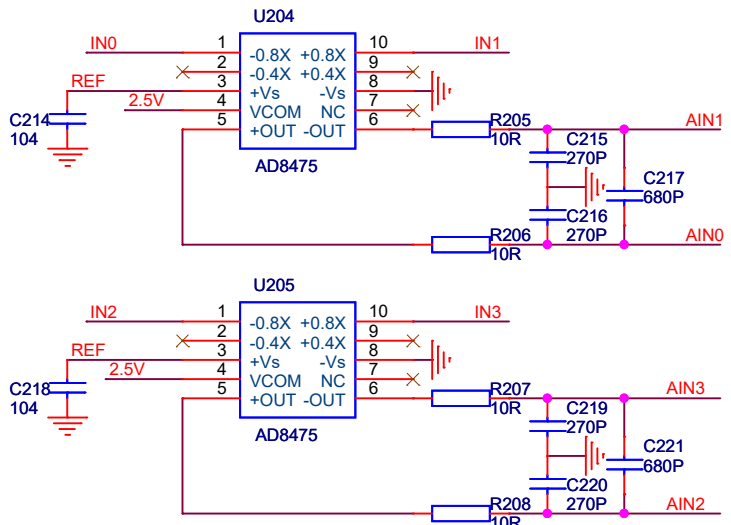 U204
IN0 1 -0.8X +0.8X 10 IN1
2 -0.4X +0.4X 9
REF 3 +Vs -Vs 8
2.5V 4 VCOM NC 7
5 +OUT -OUT 6 R205 AIN1
C214
104
10R
AD8475
C215
270P
C217
680P
C216
270P
R206 AIN0
10R
U205
IN2 1 -0.8X +0.8X 10 IN3
2 -0.4X +0.4X 9
REF 3 +Vs -Vs 8
2.5V 4 VCOM NC 7
5 +OUT -OUT 6 R207 AIN3
C218
104
10R
AD8475
C219
270P
C221
680P
C220
270P
R208 AIN2
10R